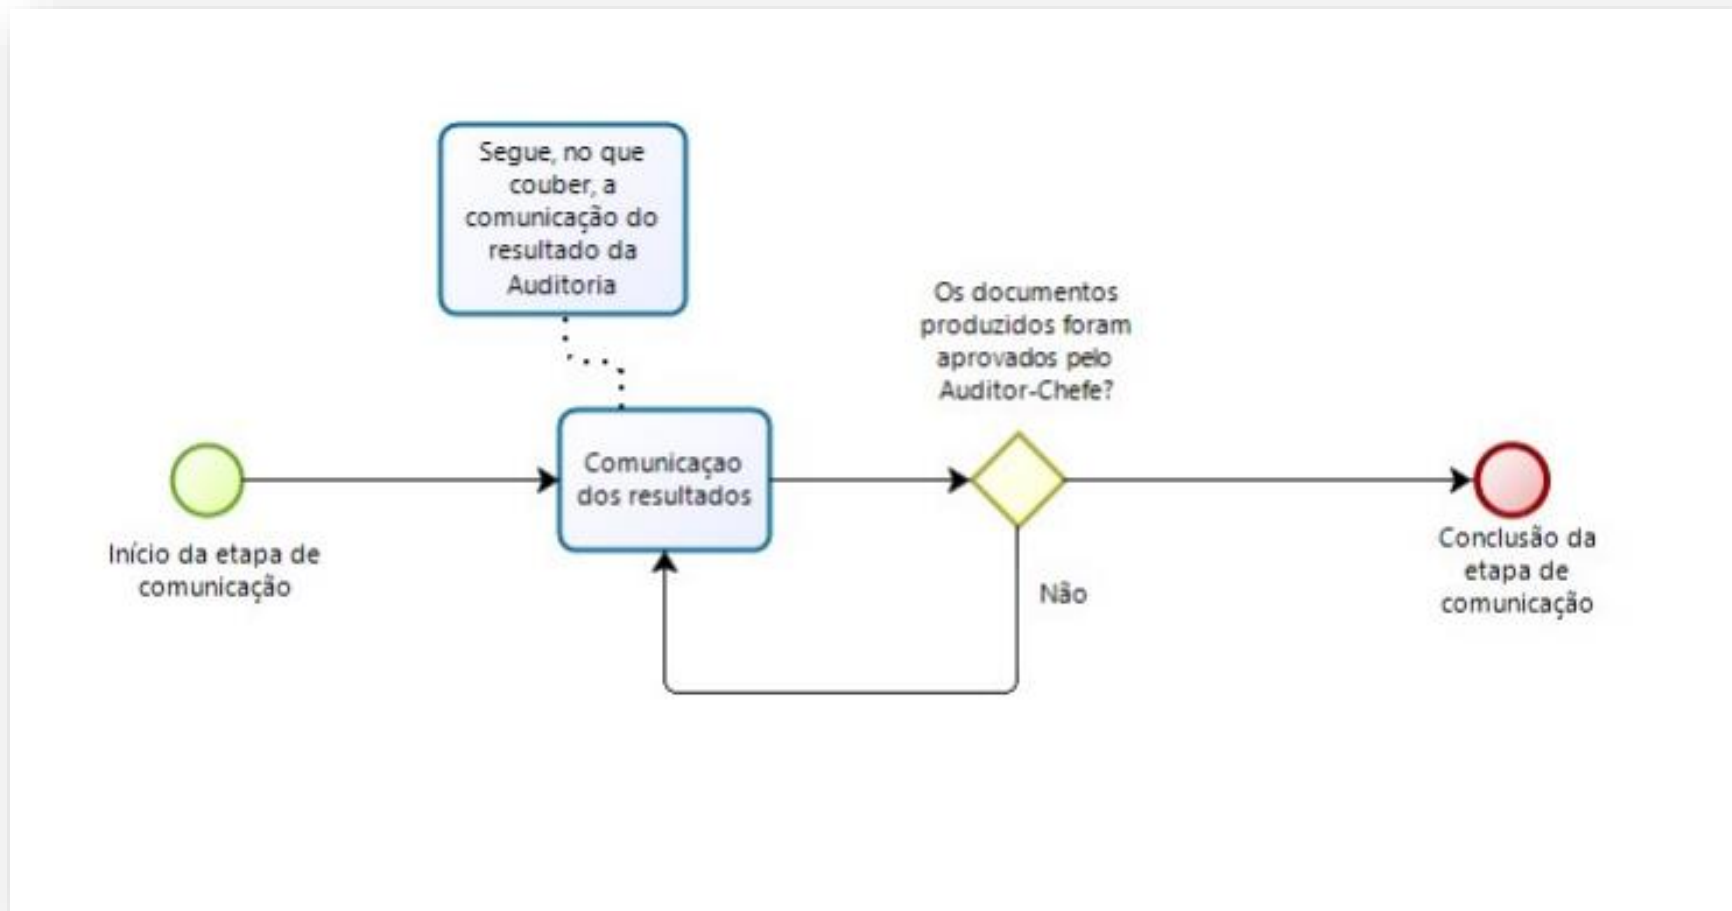 Segue, no que
couber, a
comunicação do
resultado da
Auditoria
Os documentos
produzidos foram
aprovados pelo
Auditor-Chefe?
Comunicaçao
dos resultados
Início da etapa de
comunicação
Não
Conclusão da
etapa de
comunicação